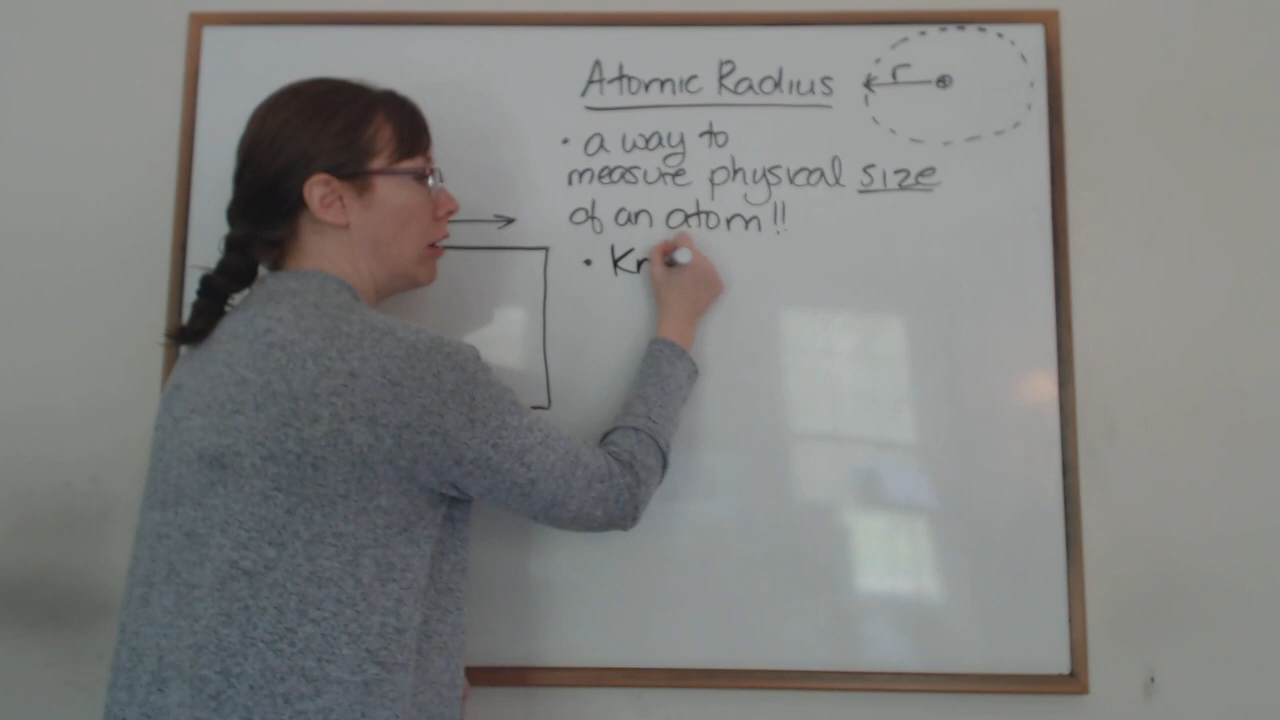 Atomic Radius
r
• a way to
measure physical size
of an atom!!
• Kr